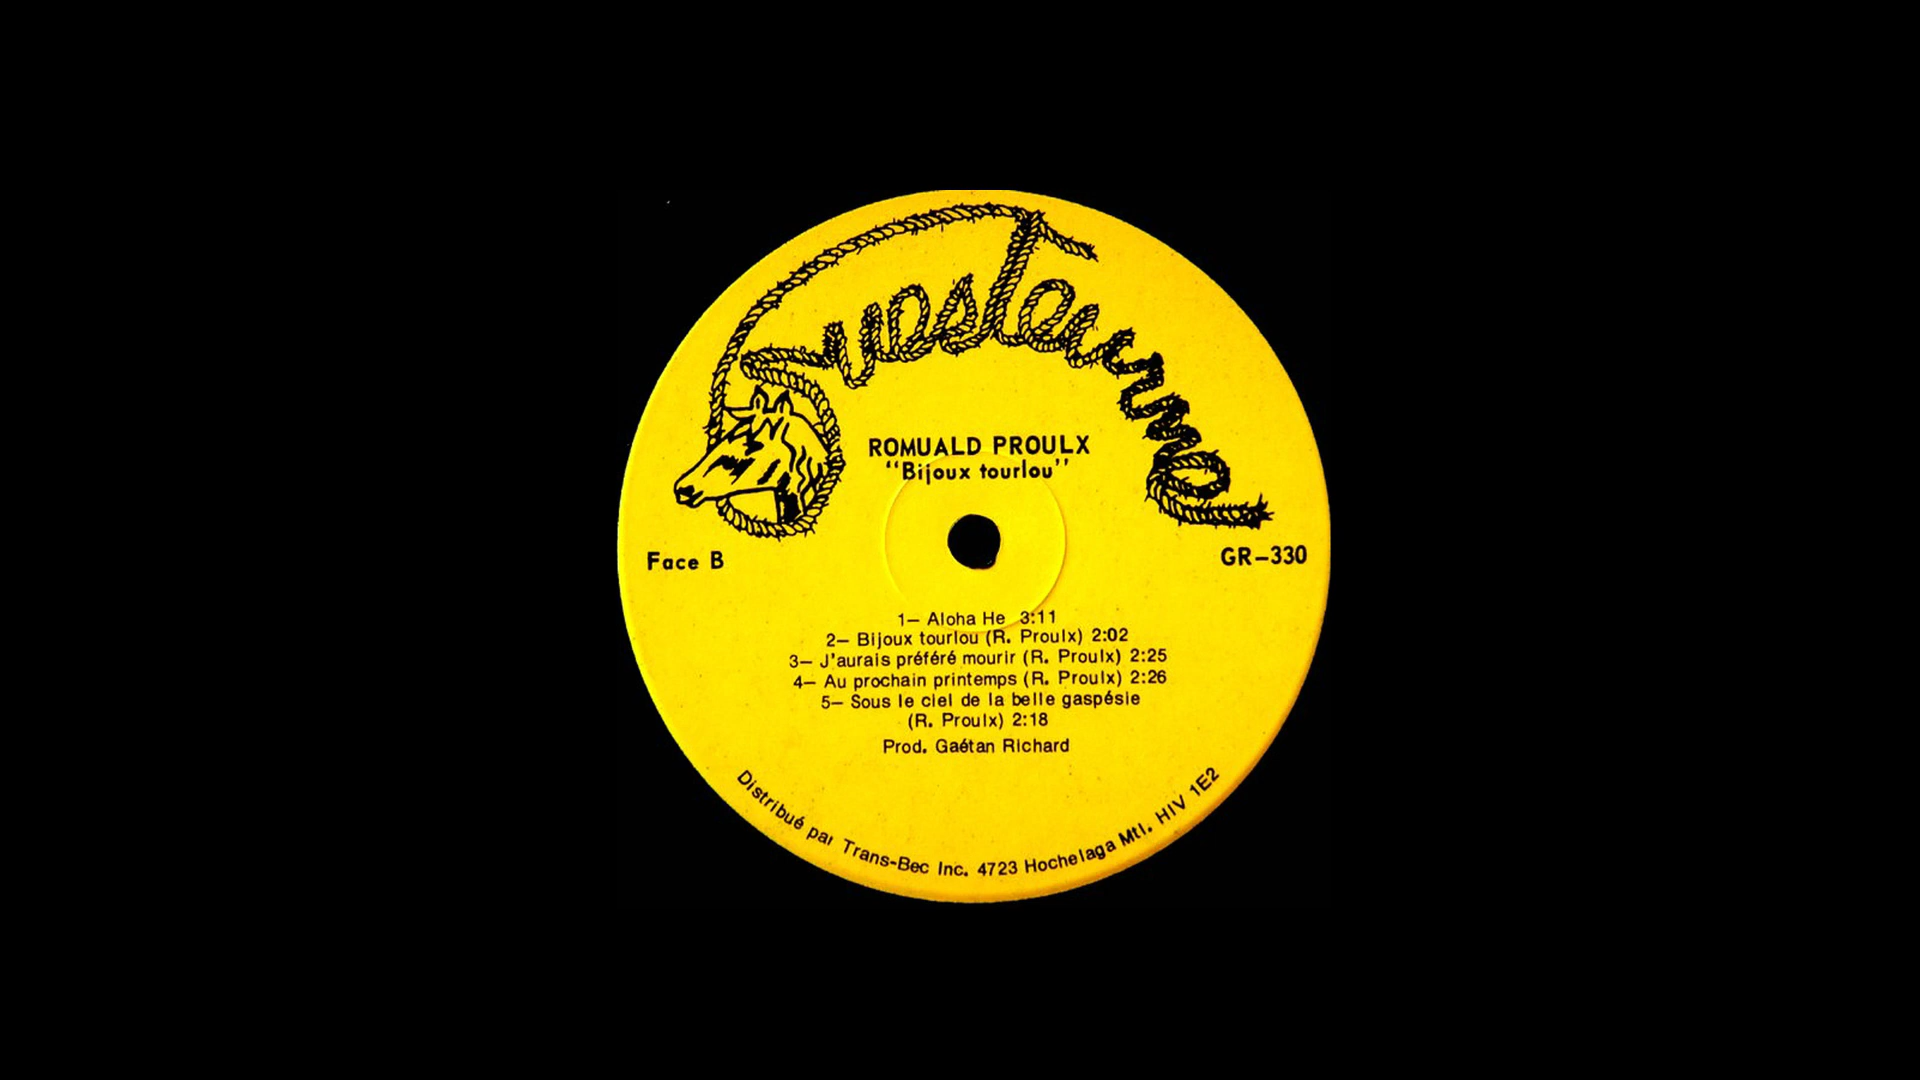 ROMUALD PROULX
"Bijoux tourlou"
Face B
GR-330
1- Aloha He 3:11
2- Bijoux tourlou (R. Proulx) 2:02
3- J'aurais préféré mourir (R. Proulx) 2:25
4- Au prochain printemps (R. Proulx) 2:26
5- Sous le ciel de la belle gaspésie
(R. Proulx) 2:18
Prod. Gaétan Richard
Distribué par Trans-Bec Inc. 4723 Hochelaga Mtl. HIV 1E2